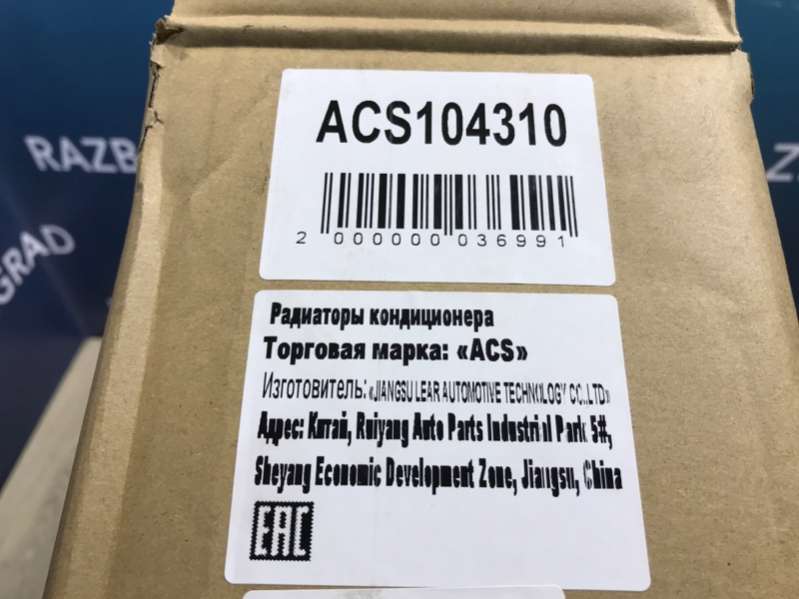 ACS104310
2 000000 036991
Радиаторы кондиционера
Торговая марка: «ACS»
Изготовитель: «JIANGSU LEAR AUTOMOTIVE TECHNOLOGY CO.,LTD»
Адрес: Китай, Ruiyang Auto Parts Industrial Park 5#,
Sheyang Economic Development Zone, Jiangsu, China
EAC
RAZB
GRAD